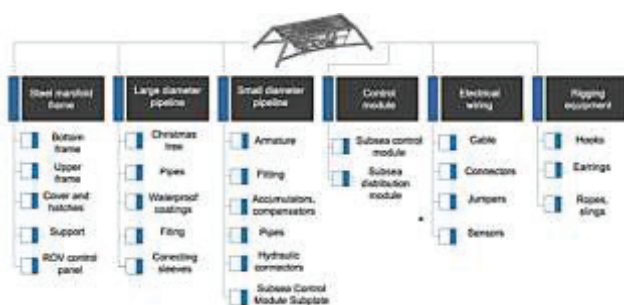 Steel manifold
frame
Bottom
frame
Upper
frame
Cover and
hatches
Support
ROV control
panel
Large diameter
pipeline
Christmas
tree
Pipes
Waterproof
coatings
Fiting
Conecting
sleeves
Small diameter
pipeline
Armature
Fitting
Accumulators,
compensators
Pipes
Hydraulic
connectors
Subsea Control
Module Subplate
Control
module
Subsea control
module
Subsea
distribution module
Electrical
wiring
Cable
Connectors
Jumpers
Sensors
Rigging
equipment
Hooks
Earrings
Ropes,
slings